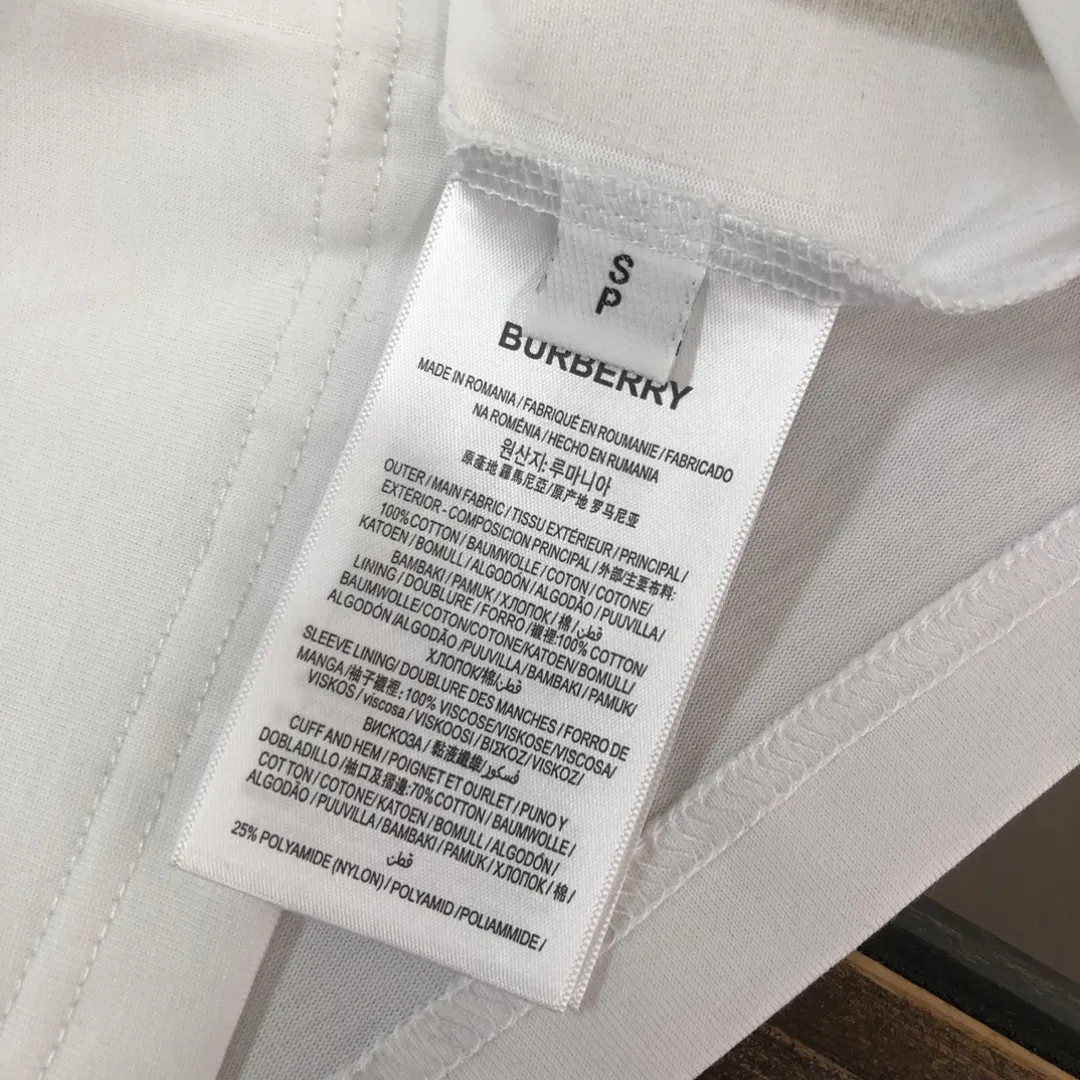 S
P
BURBERRY
MADE IN ROMANIA / FABRIQUÉ EN ROUMANIE / FABRICADO
NA ROMÉNIA / HECHO EN RUMANIA
원산지: 루마니아
原產地 羅馬尼亞/原产地 罗马尼亚
OUTER / MAIN FABRIC / TISSU EXTÉRIEUR / PRINCIPAL /
EXTERIOR - COMPOSICION PRINCIPAL / 外部/主要布料:
100% COTTON / BAUMWOLLE / COTON / COTONE/
KATOEN / BOMULL / ALGODÓN / ALGODÃO / PUUVILLA /
BAMBAKI / PAMUK / ХЛОПОК / 棉 / قطن
LINING / DOUBLURE / FORRO /襯裡:100% COTTON/
BAUMWOLLE/COTON/COTONE/KATOEN/ BOMULL/
ALGODÓN /ALGODÃO /PUUVILLA / BAMBAKI / PAMUK/
ХЛОПОК/棉/قطن
SLEEVE LINING/ DOUBLURE DES MANCHES / FORRO DE
MANGA /袖子襯裡 : 100% VISCOSE/VISKOSE/VISCOSA/
VISKOS / viscosa / VISKOOSI / ΒΙΣΚΟΖ / VISKOZ /
ВИСКОЗА / 黏液纖維/فسكوز
CUFF AND HEM / POIGNET ET OURLET / PUNO Y
DOBLADILLO /袖口及摺邊:70%COTTON / BAUMWOLLE
COTTON / COTONE/ KATOEN / BOMULL / ALGODÓN /
ALGODÃO / PUUVILLA / BAMBAKI / PAMUK / ХЛОПОК / 棉 /
قطن
25% POLYAMIDE (NYLON) / POLYAMID /POLIAMMIDE /